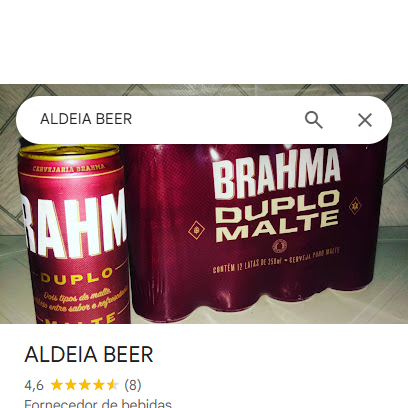 ALDEIA BEER
CERVEJARIA BRAHMA
BRAHMA
DUPLO
MALTE
CONTÉM 12 LATAS DE 350ml • CERVEJA PURO MALTE
RAHM
DUPLO
Dois tipos de malte,
entre sabor e refrescância
MALTE
ALDEIA BEER
4,6 (8)
Fornecedor de bebidas